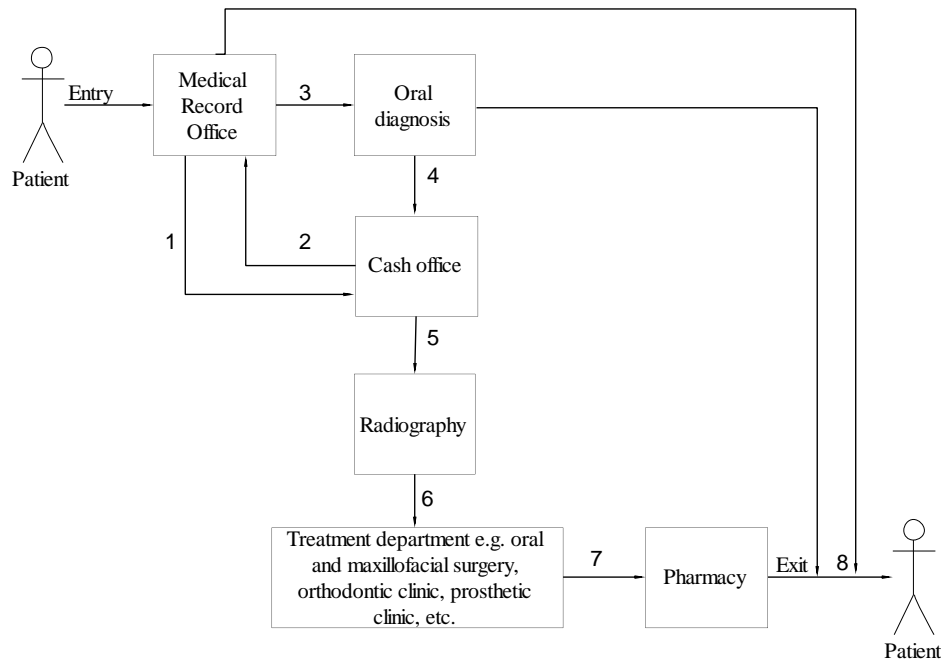 Entry
Patient
Medical
Record
Office
3
Oral
diagnosis
4
1
2
Cash office
5
Radiography
6
Treatment department e.g. oral
and maxillofacial surgery,
orthodontic clinic, prosthetic
clinic, etc.
7
Pharmacy
Exit
8
Patient